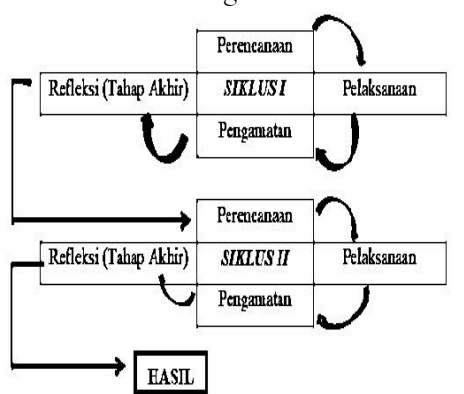 Perencanaan
Refleksi (Tahap Akhir) SIKLUS I Pelaksanaan
Pengamatan
Perencanaan
Refleksi (Tahap Akhir) SIKLUS II Pelaksanaan
Pengamatan
HASIL